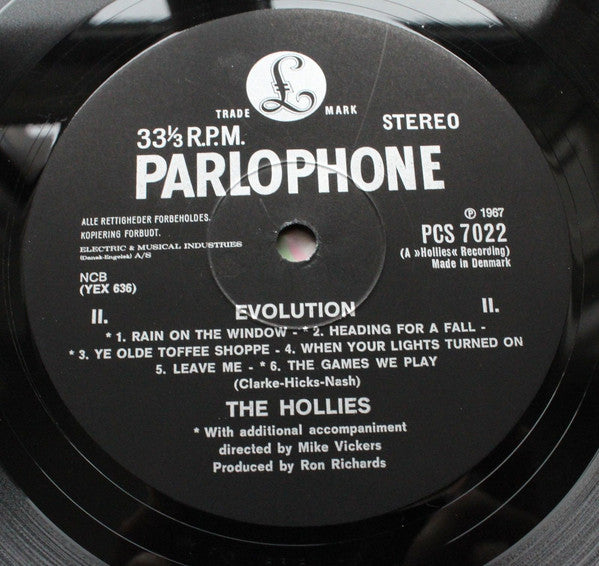 £
TRADE MARK
33⅓ R.P.M. STEREO
PARLOPHONE
ALLE RETTIGHEDER FORBEHOLDES.
KOPIERING FORBUDT.
ELECTRIC & MUSICAL INDUSTRIES
(Dansk-Engelsk) A/S
NCB
(YEX 636)
℗ 1967
PCS 7022
(A »Hollies« Recording)
Made in Denmark
II. EVOLUTION II.
* 1. RAIN ON THE WINDOW - * 2. HEADING FOR A FALL -
* 3. YE OLDE TOFFEE SHOPPE - 4. WHEN YOUR LIGHTS TURNED ON
5. LEAVE ME - * 6. THE GAMES WE PLAY
(Clarke-Hicks-Nash)
THE HOLLIES
* With additional accompaniment
directed by Mike Vickers
Produced by Ron Richards